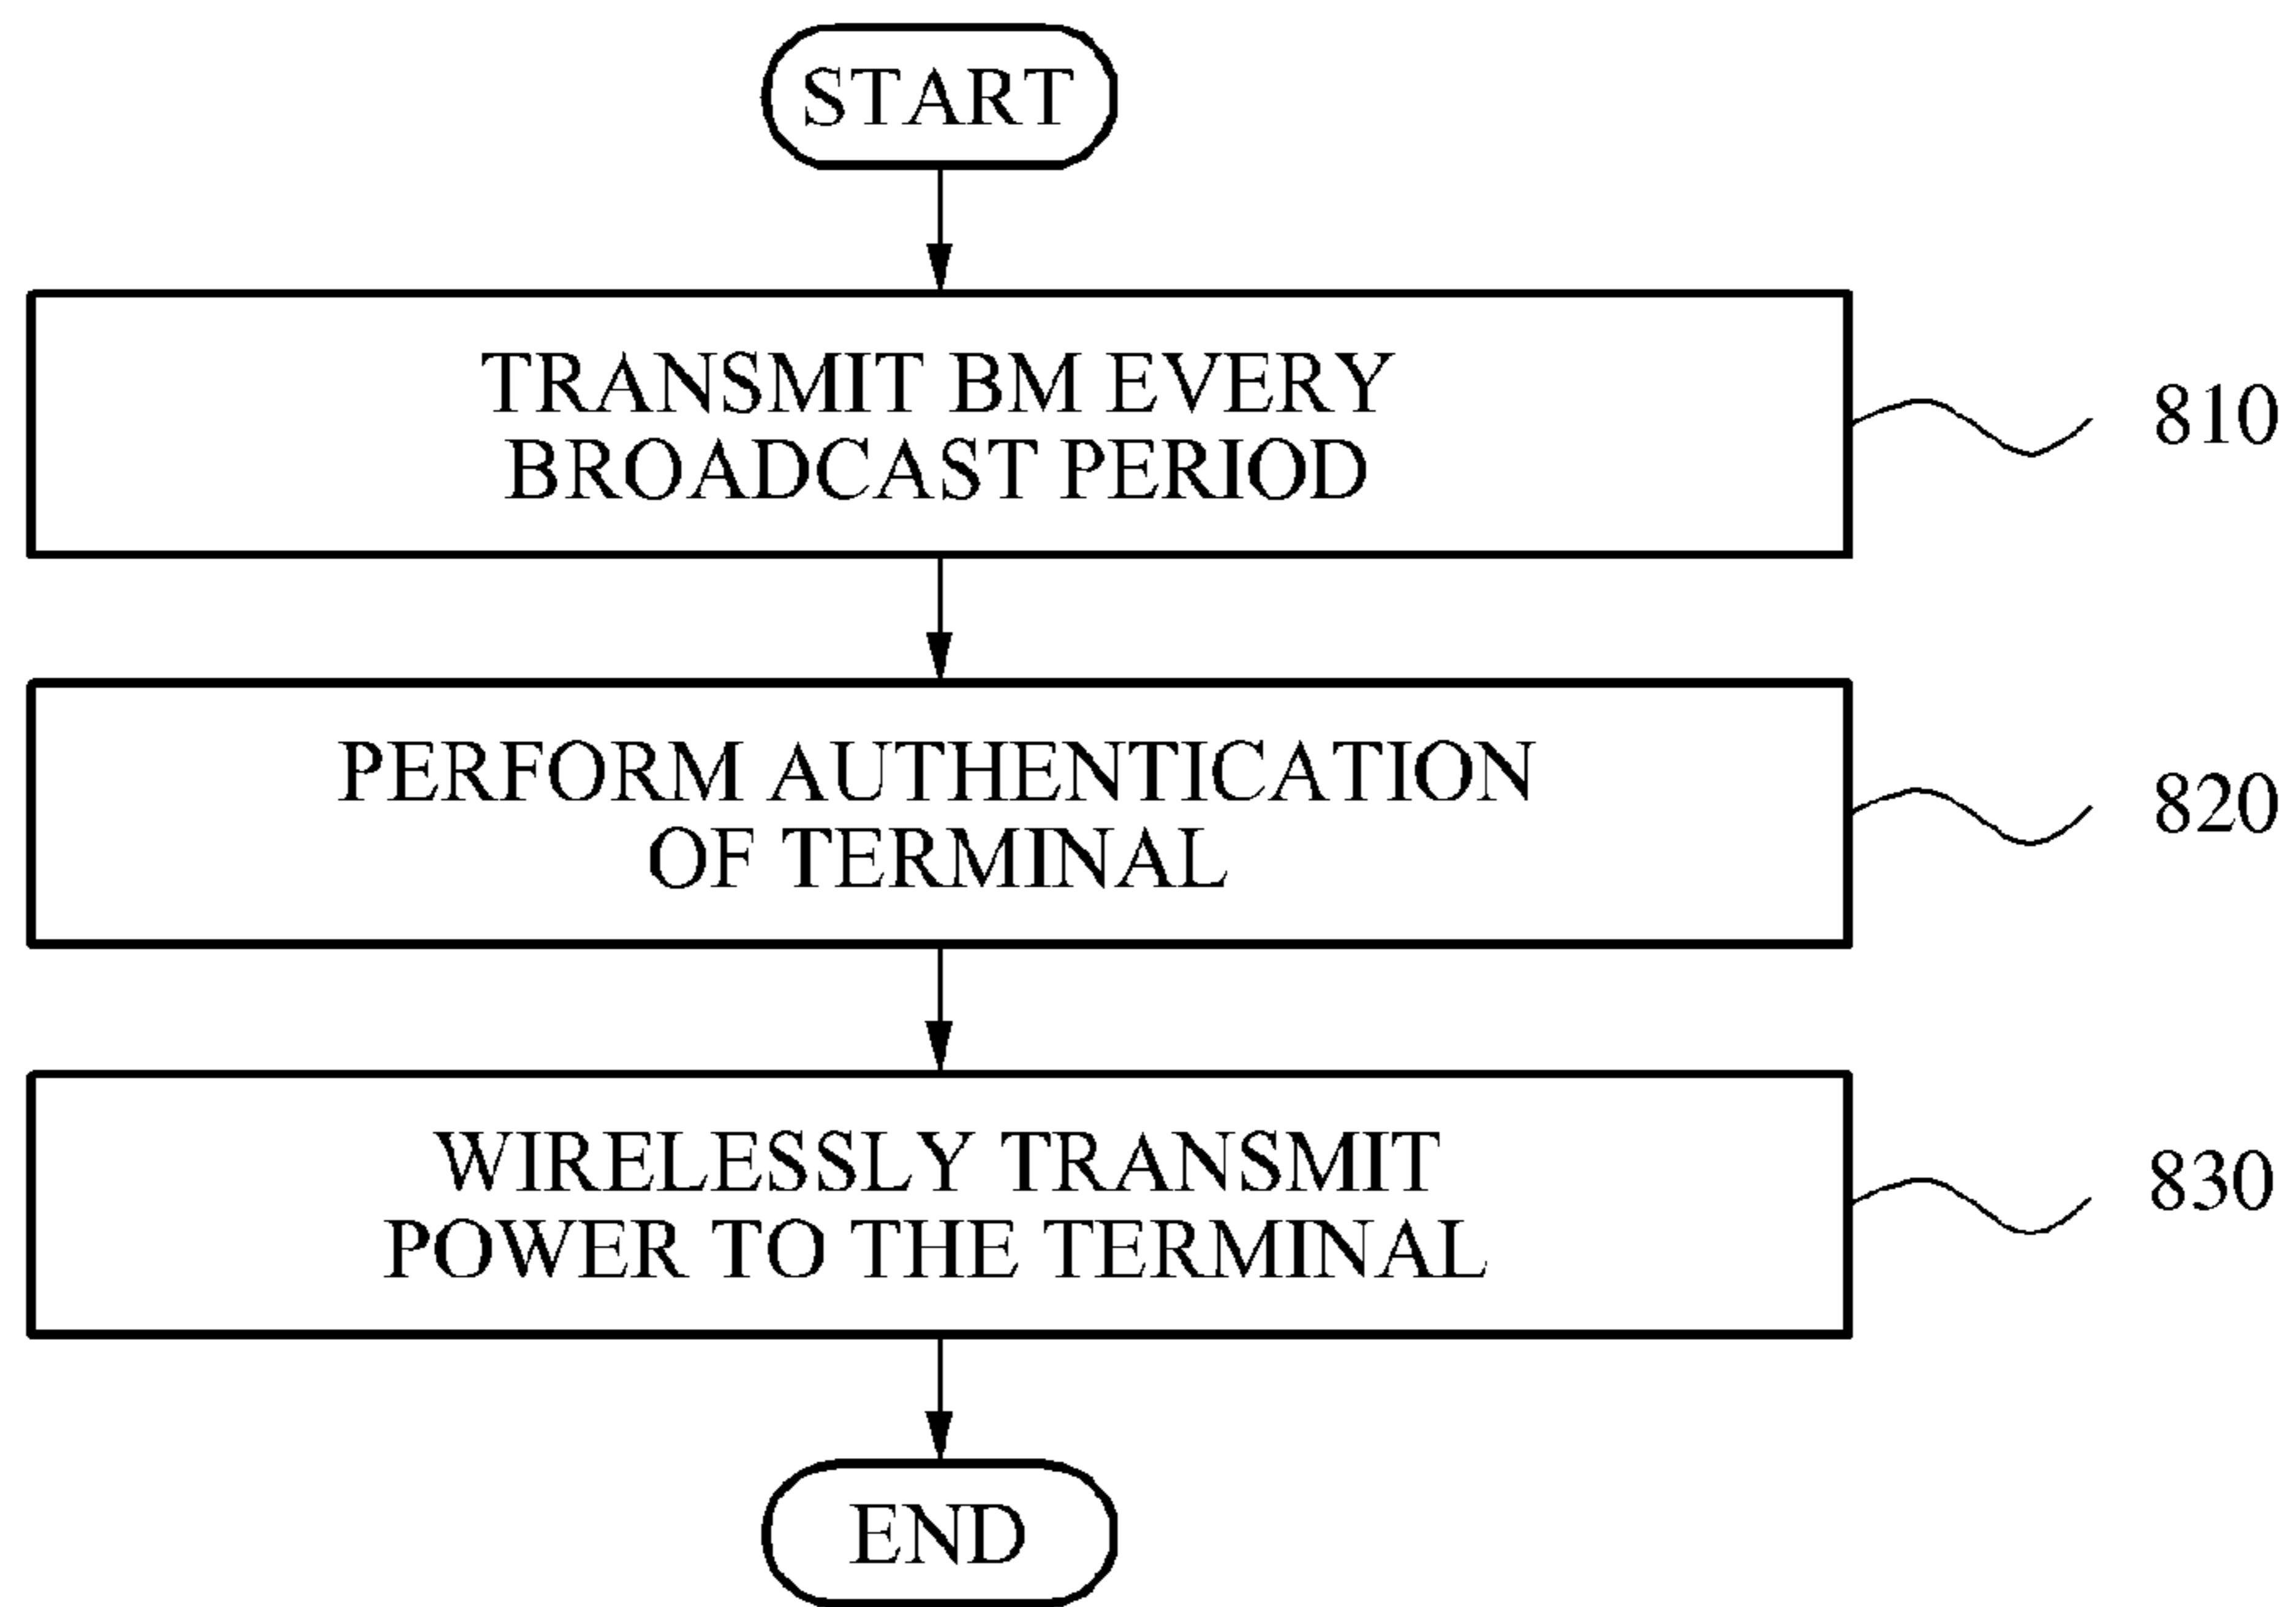 START
TRANSMIT BM EVERY
BROADCAST PERIOD
810
PERFORM AUTHENTICATION
OF TERMINAL
820
WIRELESSLY TRANSMIT
POWER TO THE TERMINAL
830
END